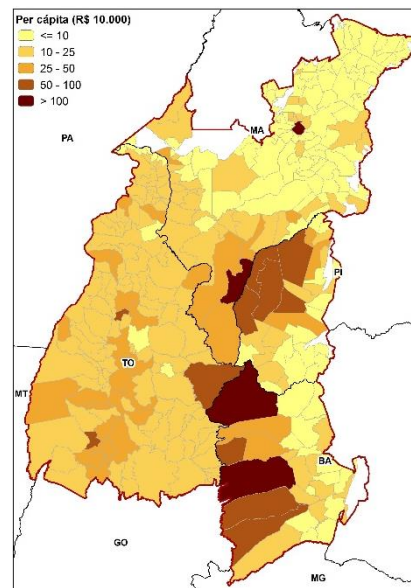 Per cápita (R$ 10.000)
<= 10
10 - 25
25 - 50
50 - 100
> 100
PA
MA
PI
TO
MT
BA
GO
MG